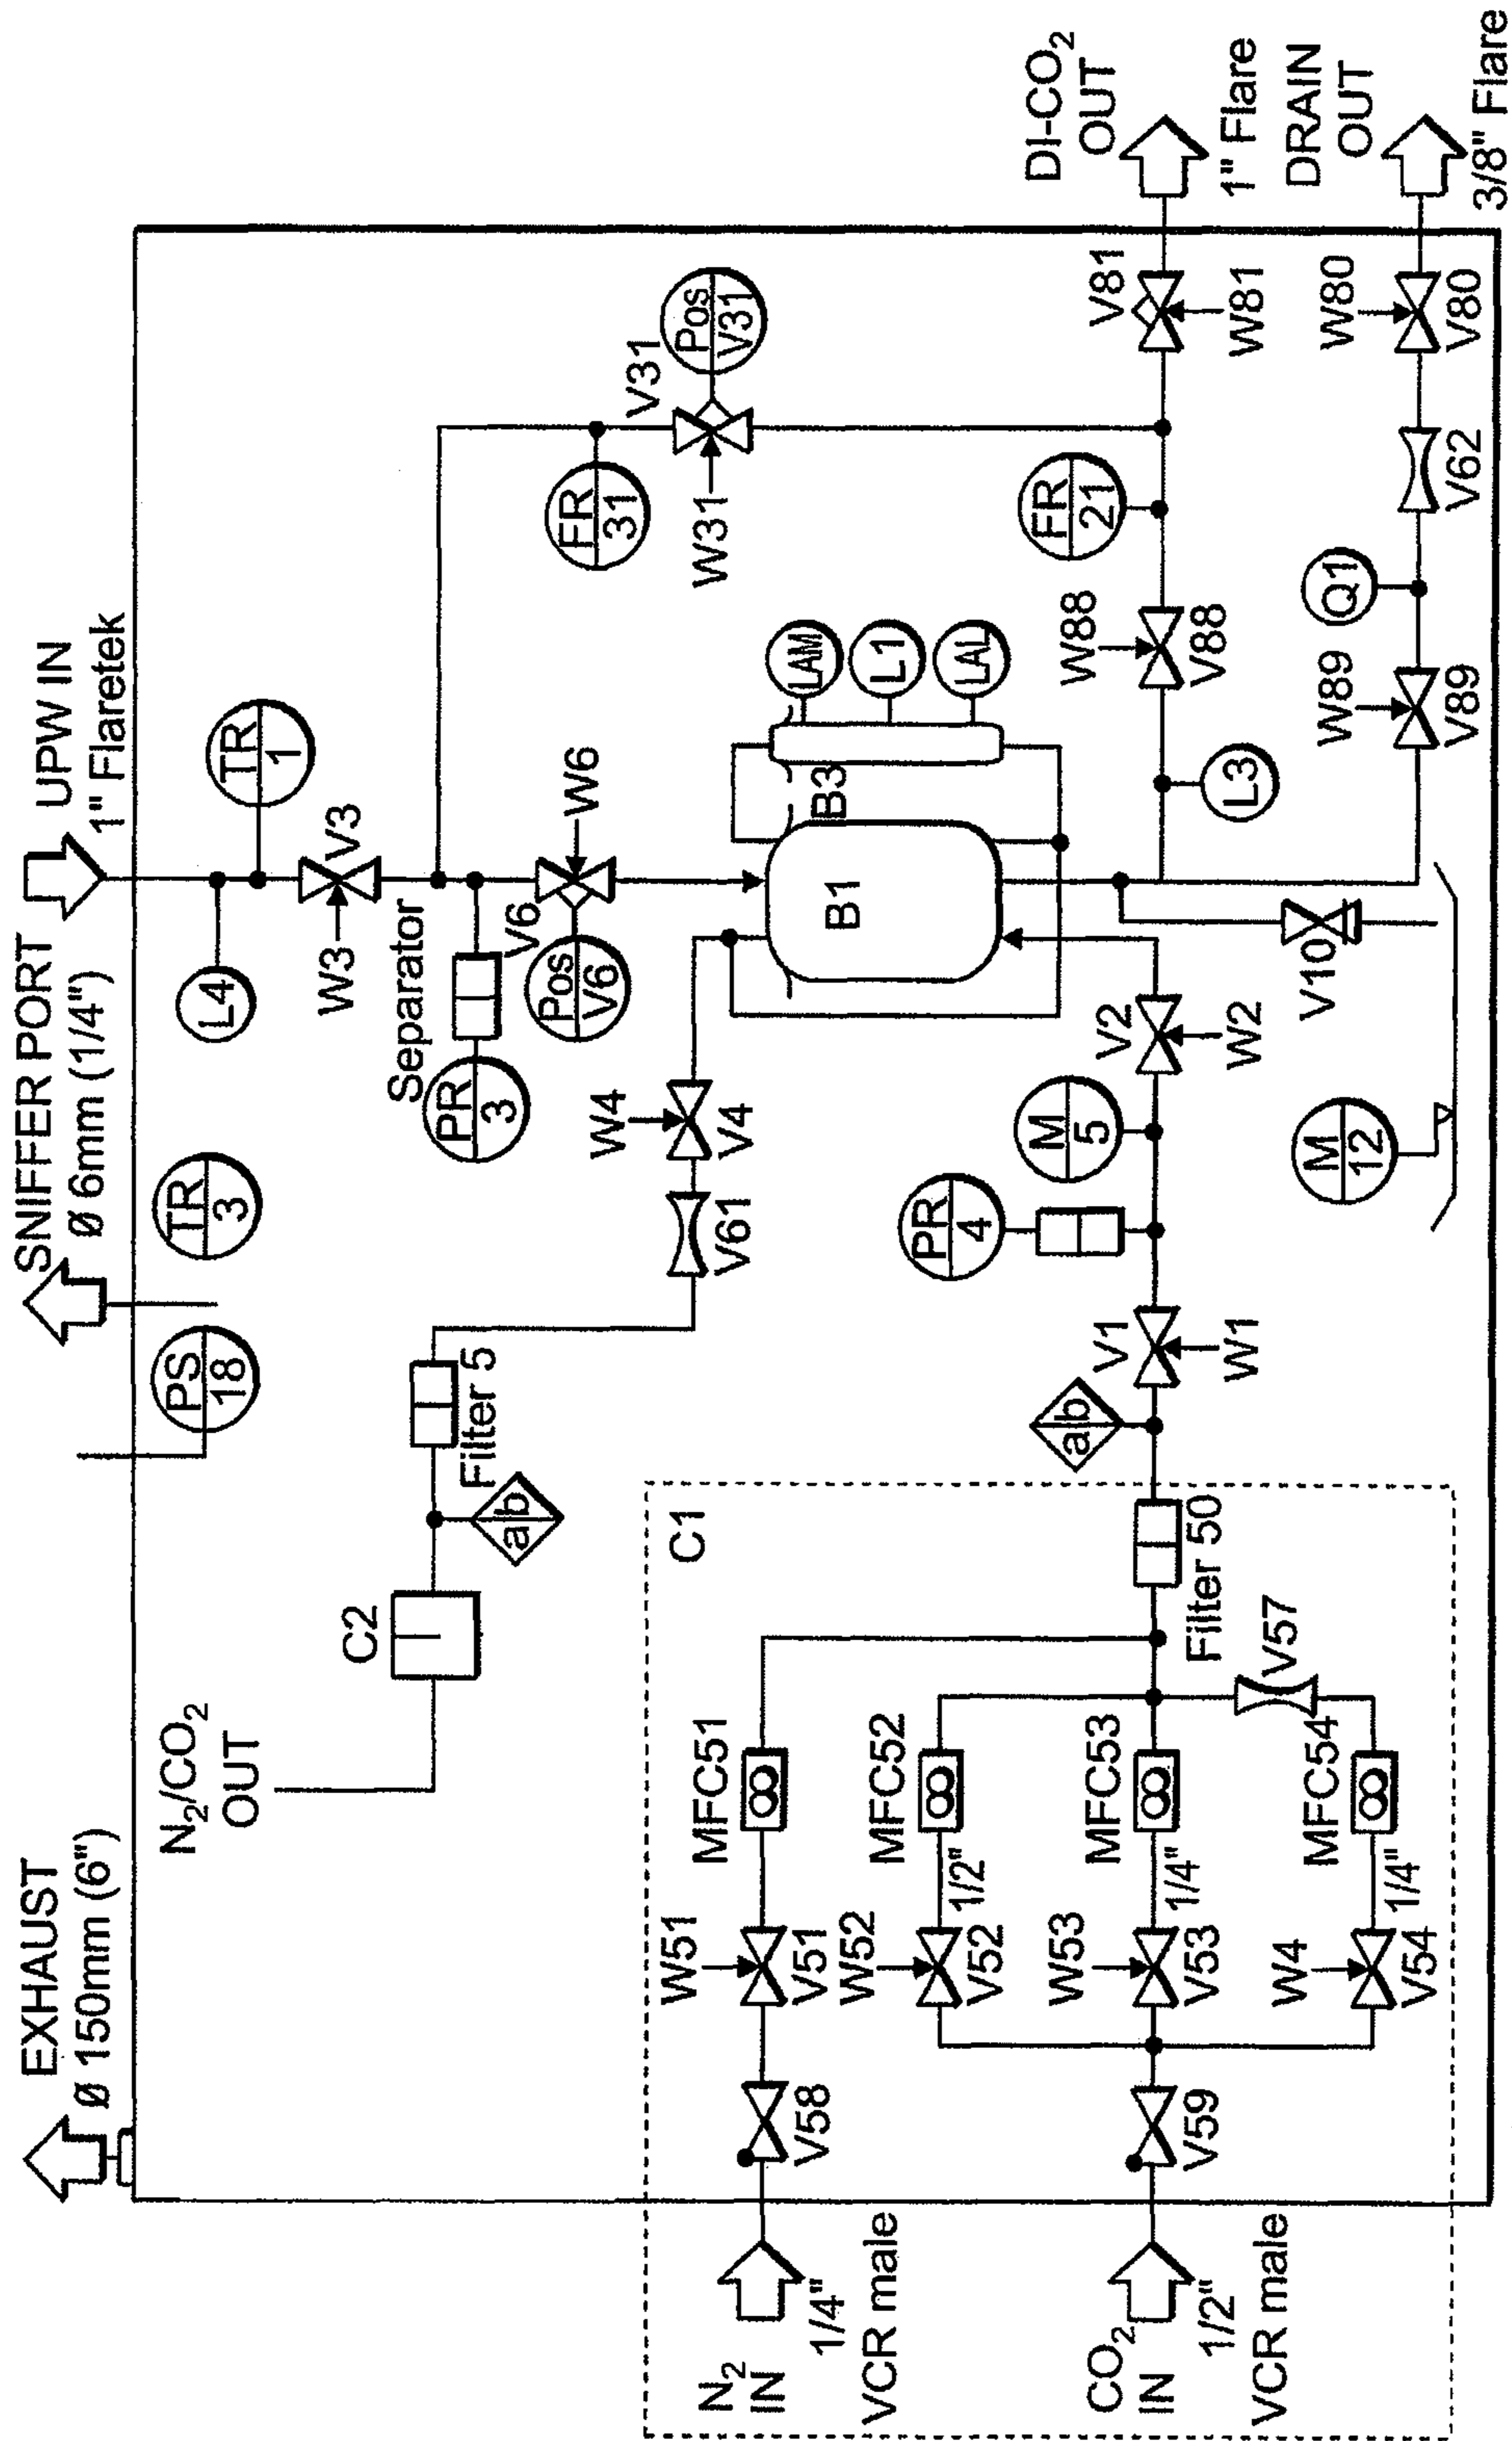 EXHAUST
Ø 150mm (6")
SNIFFER PORT
Ø 6mm (1/4")
UPW IN
1" Flaretek
N₂/CO₂
OUT
PS
18
TR
3
L4
TR
1
W3
V3
C2
ab
Filter 5
Separator
PR
3
V6
Pos
V6
W6
FR
31
V31
Pos
V31
W31
W4
V4
V61
B1
B3
LAM
L1
LAL
C1
N₂
IN
1/4"
VCR male
V58
W51
V51
MFC51
W52
V52
1/2"
MFC52
CO₂
IN
1/2"
VCR male
V59
W53
V53
1/4"
MFC53
W4
V54
1/4"
MFC54
V57
Filter 50
ab
V1
W1
PR
4
M
5
V2
W2
V10
M
12
L3
W88
V88
FR
21
V81
W81
DI-CO₂
OUT
1" Flare
W89
V89
Q1
V62
W80
V80
DRAIN
OUT
3/8" Flare